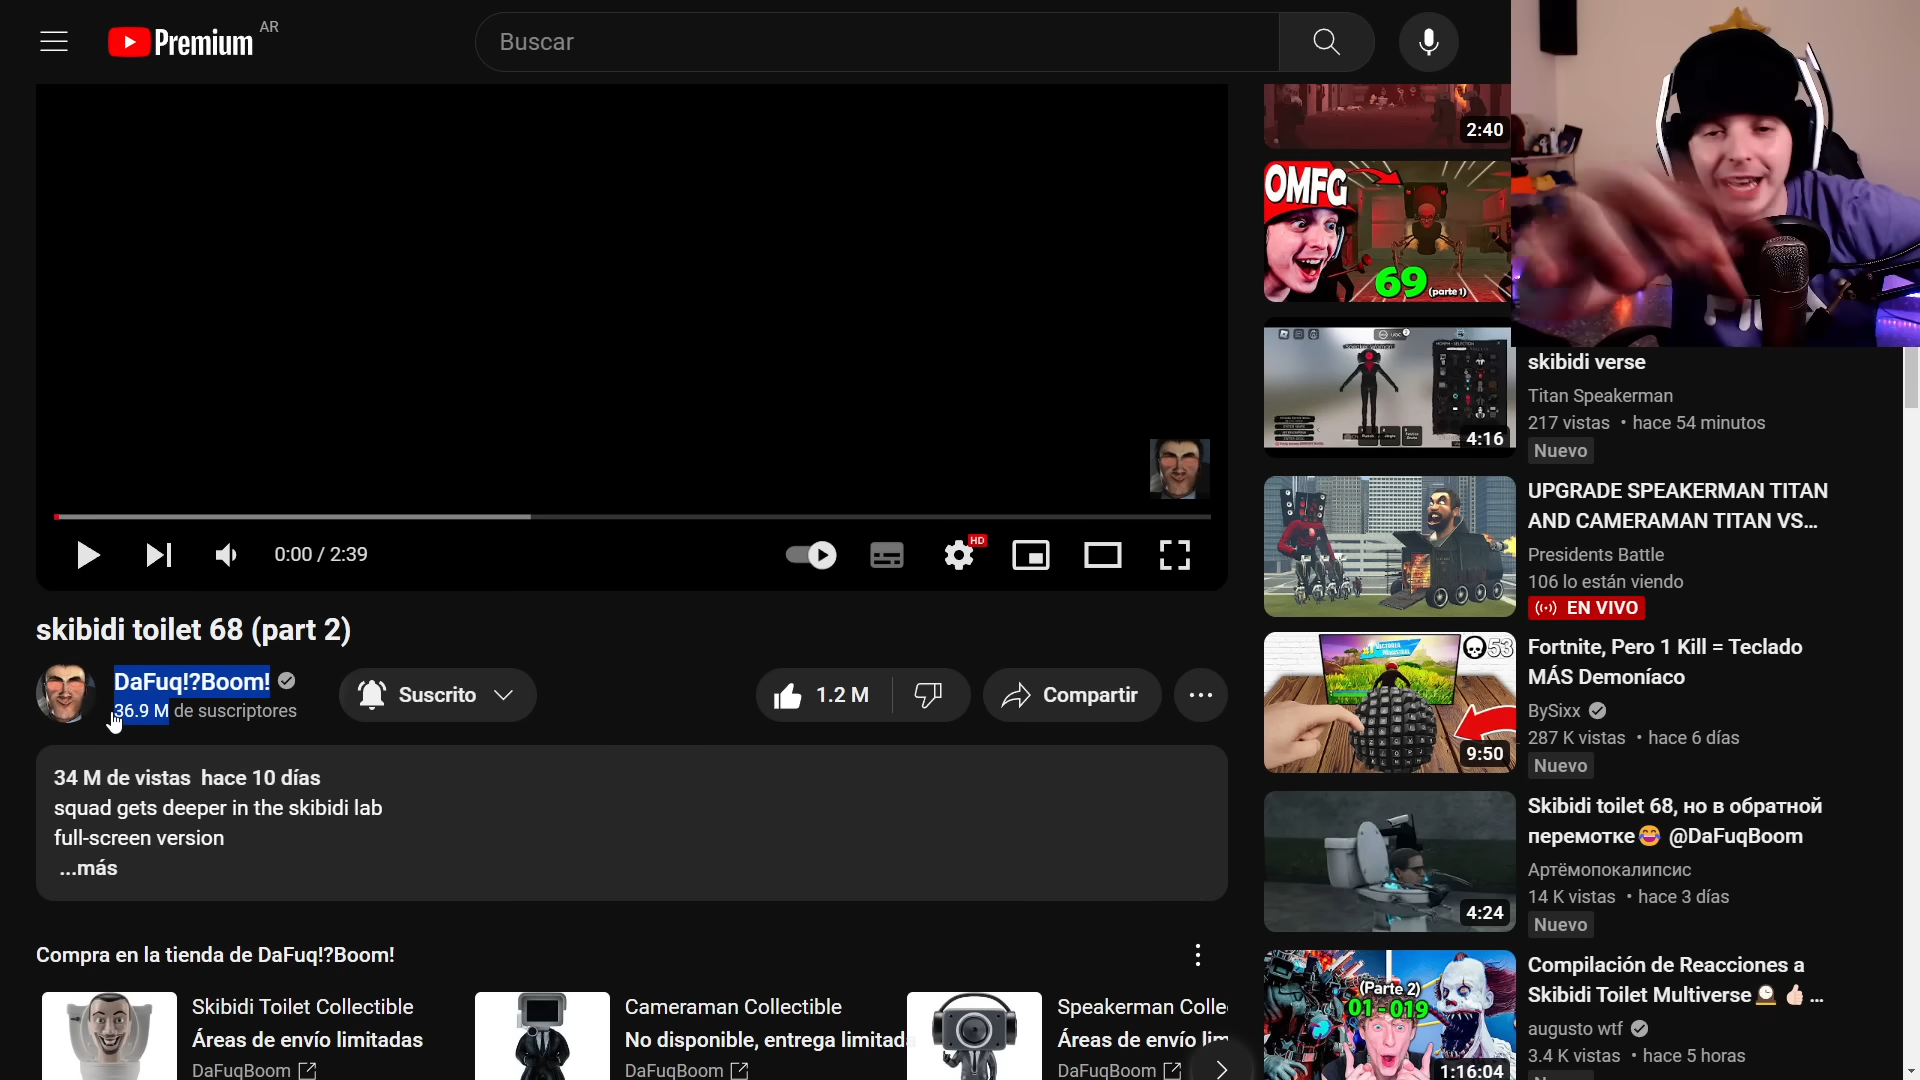 Premium AR
Buscar
2:40
OMFG
69 (parte 1)
4:16
skibidi verse
Titan Speakerman
217 vistas • hace 54 minutos
Nuevo
UPGRADE SPEAKERMAN TITAN
AND CAMERAMAN TITAN VS...
Presidents Battle
106 lo están viendo
EN VIVO
HD
0:00 / 2:39
skibidi toilet 68 (part 2)
DaFuq!?Boom!
36.9 M de suscriptores
Suscrito
1.2 M
Compartir
34 M de vistas hace 10 días
squad gets deeper in the skibidi lab
full-screen version
...más
53
9:50
Fortnite, Pero 1 Kill = Teclado
MÁS Demoníaco
BySixx
287 K vistas • hace 6 días
Nuevo
4:24
Skibidi toilet 68, но в обратной
перемотке😂 @DaFuqBoom
Артёмопокалипсис
14 K vistas • hace 3 días
Nuevo
(Parte 2)
01-019
1:16:04
Compilación de Reacciones a
Skibidi Toilet Multiverse🕰️ 👍🏻 ...
augusto wtf
3.4 K vistas • hace 5 horas
Compra en la tienda de DaFuq!?Boom!
Skibidi Toilet Collectible
Áreas de envío limitadas
DaFuqBoom
Cameraman Collectible
No disponible, entrega limitada
DaFuqBoom
Speakerman Colle
Áreas de envío lim
DaFuqBoom